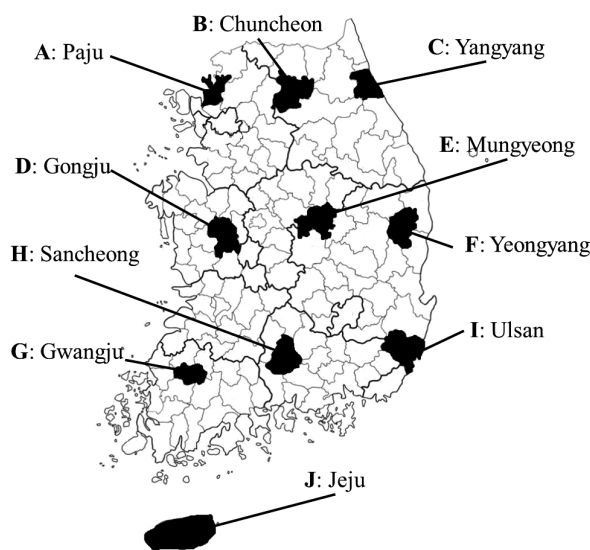 B: Chuncheon
A: Paju
C: Yangyang
E: Mungyeong
D: Gongju
F: Yeongyang
H: Sancheong
I: Ulsan
G: Gwangju
J: Jeju